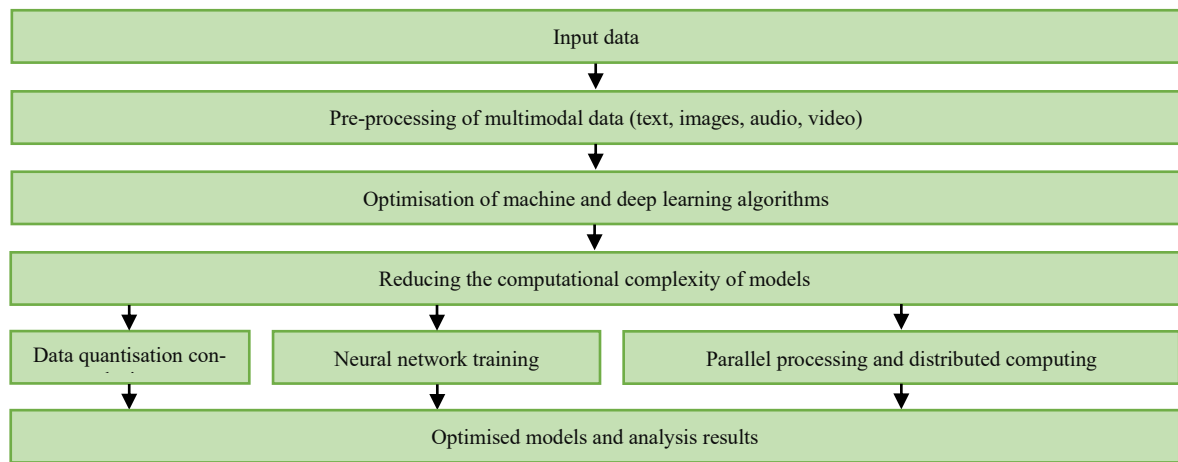 Input data
Pre-processing of multimodal data (text, images, audio, video)
Optimisation of machine and deep learning algorithms
Reducing the computational complexity of models
Data quantisation con-
Neural network training
Parallel processing and distributed computing
Optimised models and analysis results